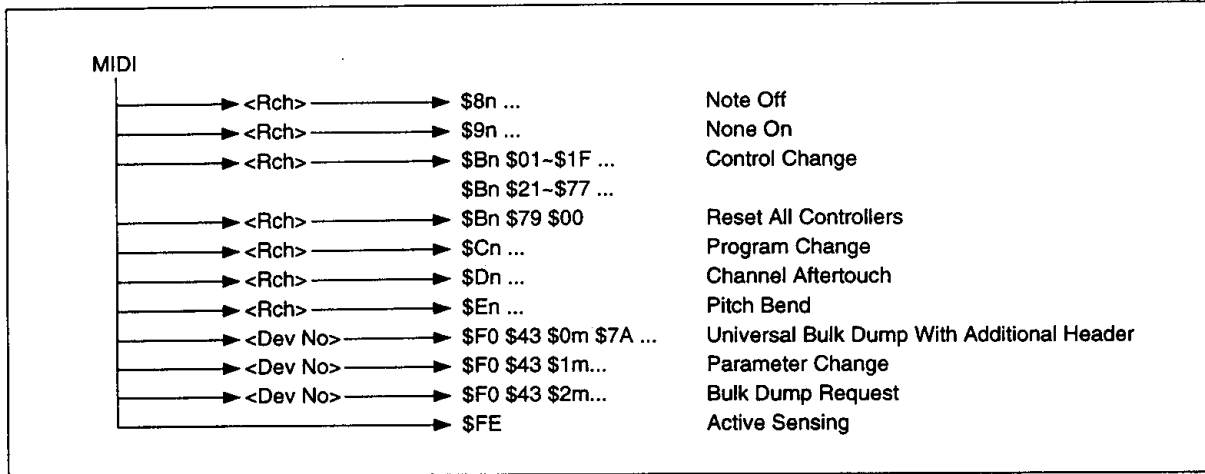 MIDI
<Rch> $8n ... Note Off
<Rch> $9n ... None On
<Rch> $Bn $01~$1F ... Control Change
$Bn $21~$77 ...
<Rch> $Bn $79 $00 Reset All Controllers
<Rch> $Cn ... Program Change
<Rch> $Dn ... Channel Aftertouch
<Rch> $En ... Pitch Bend
<Dev No> $F0 $43 $0m $7A ... Universal Bulk Dump With Additional Header
<Dev No> $F0 $43 $1m... Parameter Change
<Dev No> $F0 $43 $2m... Bulk Dump Request
$FE Active Sensing